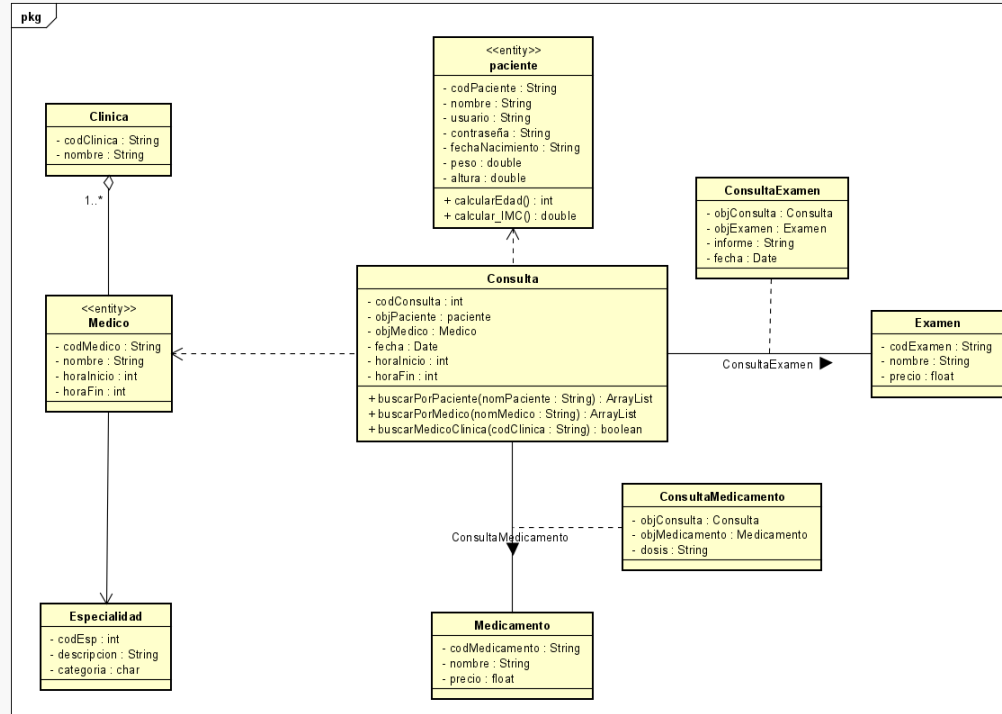 pkg
<<entity>>
paciente
- codPaciente : String
- nombre : String
- usuario : String
- contraseña : String
- fechaNacimiento : String
- peso : double
- altura : double
+ calcularEdad() : int
+ calcular_IMC() : double
Clinica
- codClinica : String
- nombre : String
1..*
ConsultaExamen
- objConsulta : Consulta
- objExamen : Examen
- informe : String
- fecha : Date
Consulta
- codConsulta : int
- objPaciente : paciente
- objMedico : Medico
- fecha : Date
- horaInicio : int
- horaFin : int
+ buscarPorPaciente(nomPaciente : String) : ArrayList
+ buscarPorMedico(nomMedico : String) : ArrayList
+ buscarMedicoClinica(codClinica : String) : boolean
<<entity>>
Medico
- codMedico : String
- nombre : String
- horaInicio : int
- horaFin : int
ConsultaExamen
Examen
- codExamen : String
- nombre : String
- precio : float
ConsultaMedicamento
ConsultaMedicamento
- objConsulta : Consulta
- objMedicamento : Medicamento
- dosis : String
Especialidad
- codEsp : int
- descripcion : String
- categoria : char
Medicamento
- codMedicamento : String
- nombre : String
- precio : float